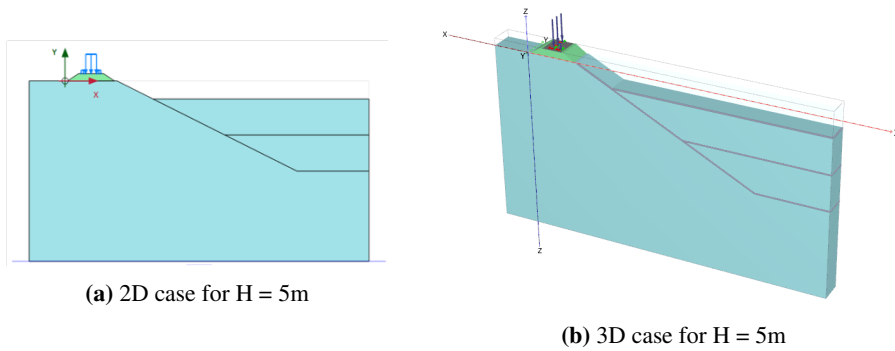 Y
X
Z
X
Y
Y
Z
(a) 2D case for H = 5m
(b) 3D case for H = 5m